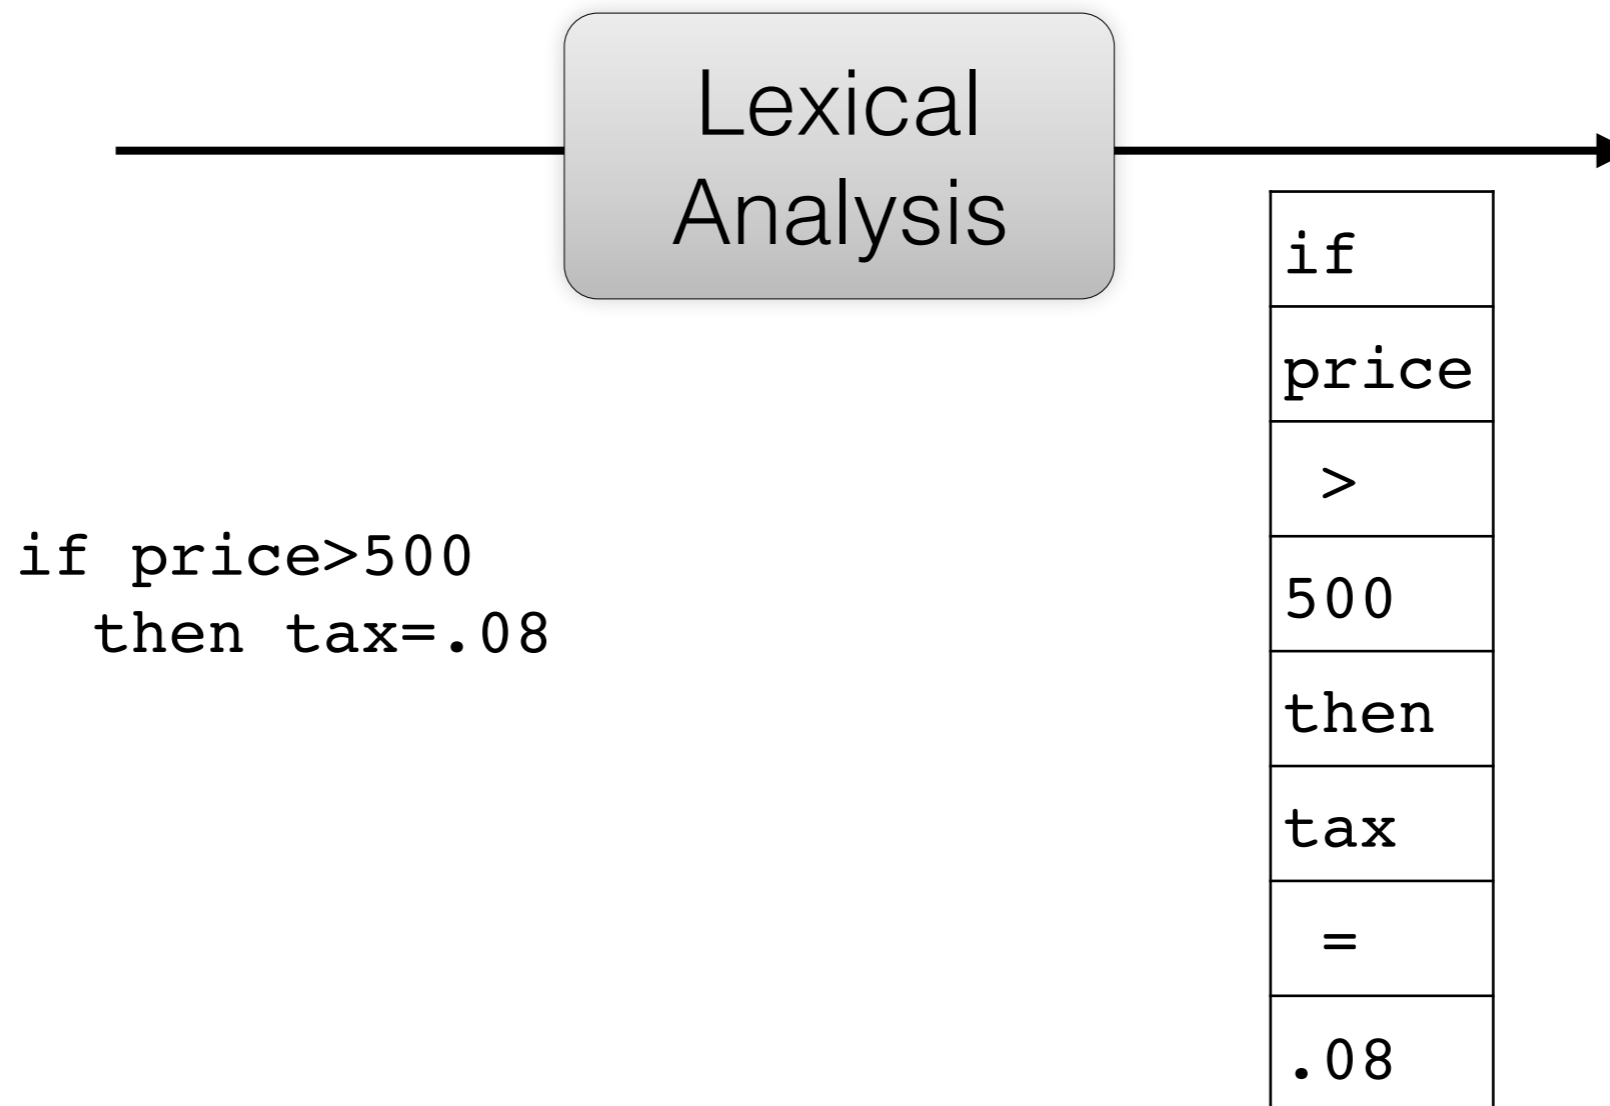 Lexical
Analysis
if price>500
  then tax=.08
if
price
>
500
then
tax
=
.08